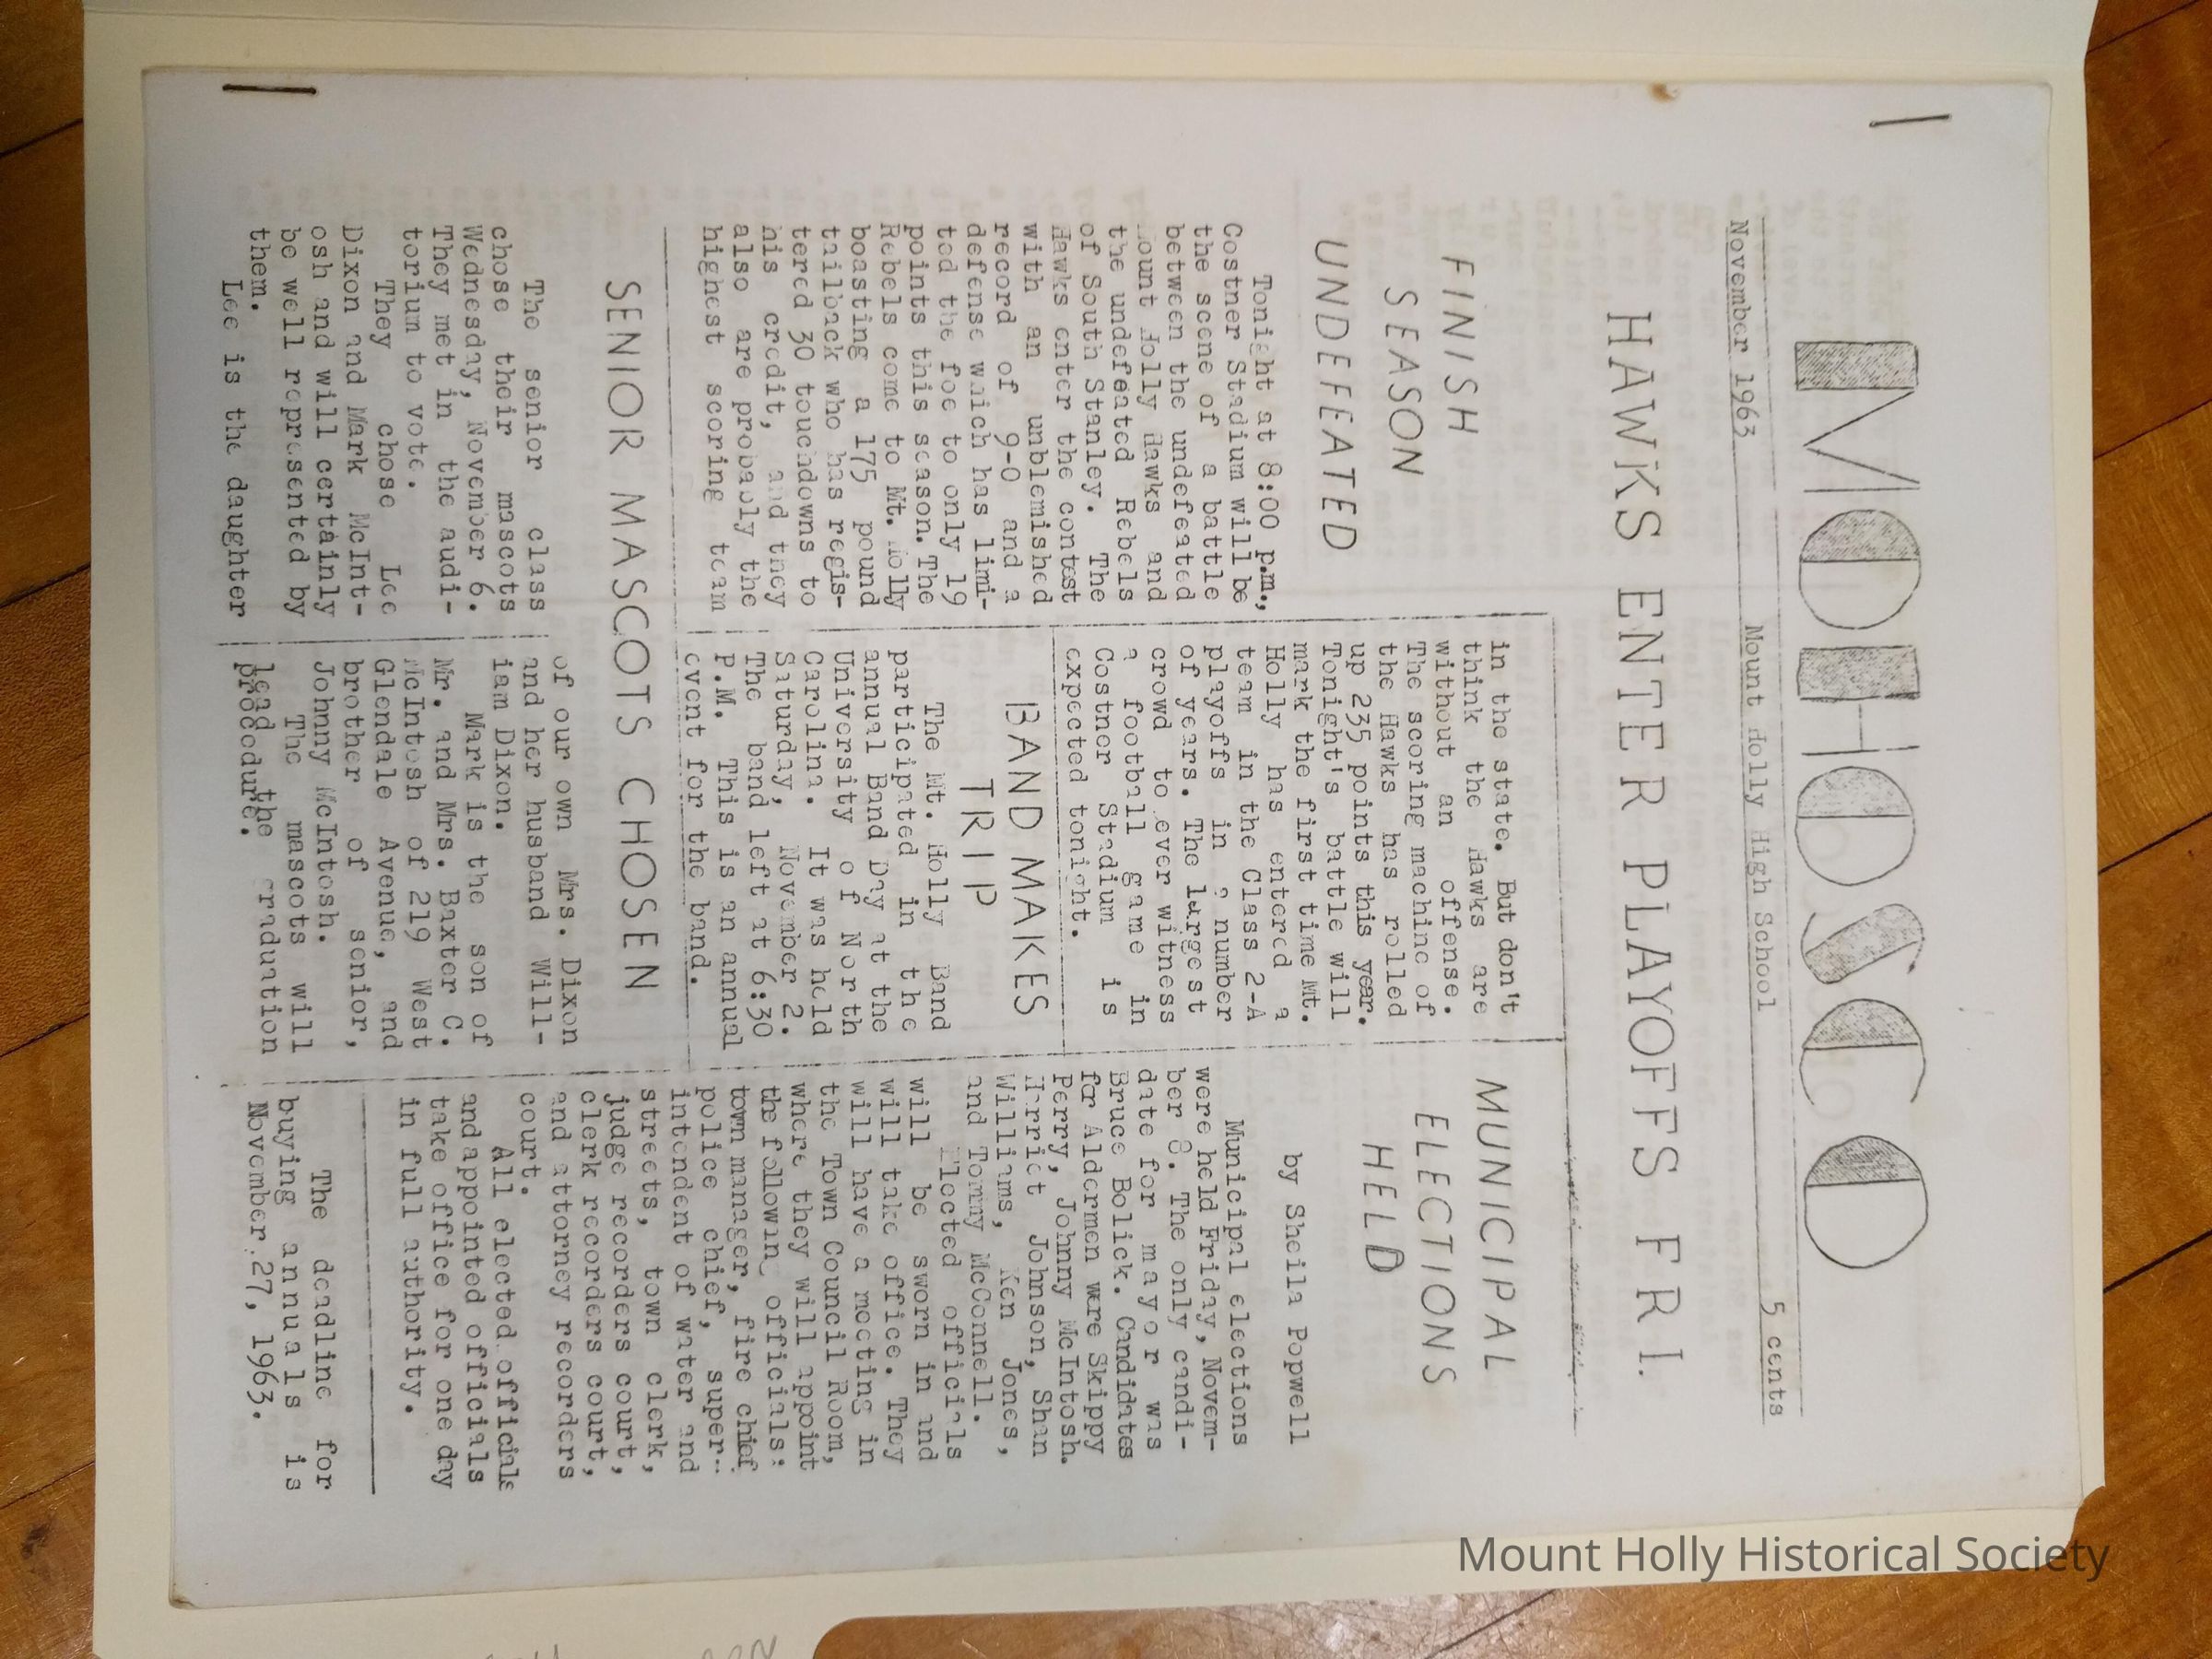 MOHISCO
November 1963 Mount Holly High School 5 cents
HAWKS ENTER PLAYOFFS FRI.
FINISH
SEASON
UNDEFEATED
Tonight at 8:00 p.m.,
Costner Stadium will be
the scene of a battle
between the undefeated
Mount Holly Hawks and
the undefeated Rebels
of South Stanley. The
Hawks enter the contest
with an unblemished
record of 9-0 and a
defense which has limi-
ted the foe to only 19
points this season. The
Rebels come to Mt. Holly
boasting a 175 pound
tailback who has regis-
tered 30 touchdowns to
his credit, and they
also are probably the
highest scoring team
in the state. But don't
think the Hawks are
without an offense.
The scoring machine of
the Hawks has rolled
up 235 points this year.
Tonight's battle will
mark the first time Mt.
Holly has entered a
team in the Class 2-A
playoffs in a number
of years. The largest
crowd to ever witness
a football game in
Costner Stadium is
expected tonight.
BAND MAKES
TRIP
The Mt. Holly Band
participated in the
annual Band Day at the
University of North
Carolina. It was held
Saturday, November 2.
The band left at 6:30
P.M. This is an annual
event for the band.
MUNICIPAL
ELECTIONS
HELD
by Sheila Popwell
Municipal elections
were held Friday, Novem-
ber 8. The only candi-
date for mayor was
Bruce Bolick. Candidates
for Aldermen were Skippy
Perry, Johnny McIntosh.
Harriet Johnson, Shan
Williams, Ken Jones,
and Tommy McConnell.
Elected officials
will be sworn in and
will take office. They
will have a meeting in
the Town Council Room,
where they will appoint
the following officials:
town manager, fire chief
police chief, super-
intendent of water and
streets, town clerk,
judge recorders court,
clerk recorders court,
and attorney recorders
court.
All elected officials
and appointed officials
take office for one day
in full authority.
SENIOR MASCOTS CHOSEN
The senior class
chose their mascots
Wednesday, November 6.
They met in the audi-
torium to vote.
They chose Lee
Dixon and Mark McInt-
osh and will certainly
be well represented by
them.
Lee is the daughter
of our own Mrs. Dixon
and her husband Will-
iam Dixon.
Mark is the son of
Mr. and Mrs. Baxter C.
McIntosh of 219 West
Glendale Avenue, and
brother of senior,
Johnny McIntosh.
The mascots will
lead the graduation
procedure.
The deadline for
buying annuals is
November 27, 1963.
Mount Holly Historical Society